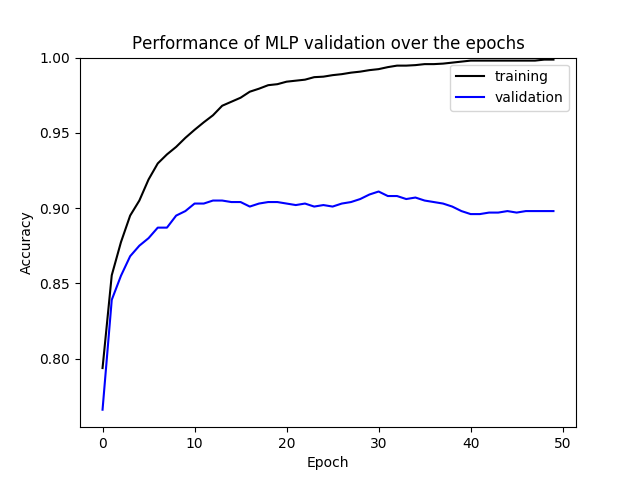 Performance of MLP validation over the epochs
1.00
0.95
0.90
0.85
0.80
Accuracy
training
validation
0 10 20 30 40 50
Epoch